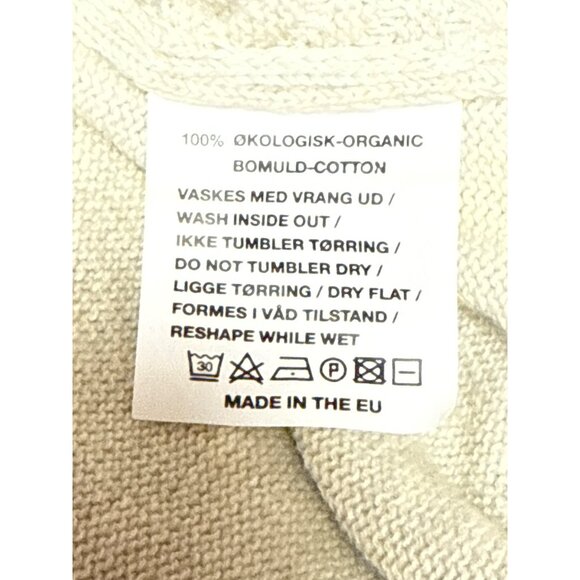 100% ØKOLOGISK-ORGANIC
BOMULD-COTTON
VASKES MED VRANG UD /
WASH INSIDE OUT /
IKKE TUMBLER TØRRING /
DO NOT TUMBLER DRY /
LIGGE TØRRING / DRY FLAT /
FORMES I VÅD TILSTAND /
RESHAPE WHILE WET
30 P
MADE IN THE EU